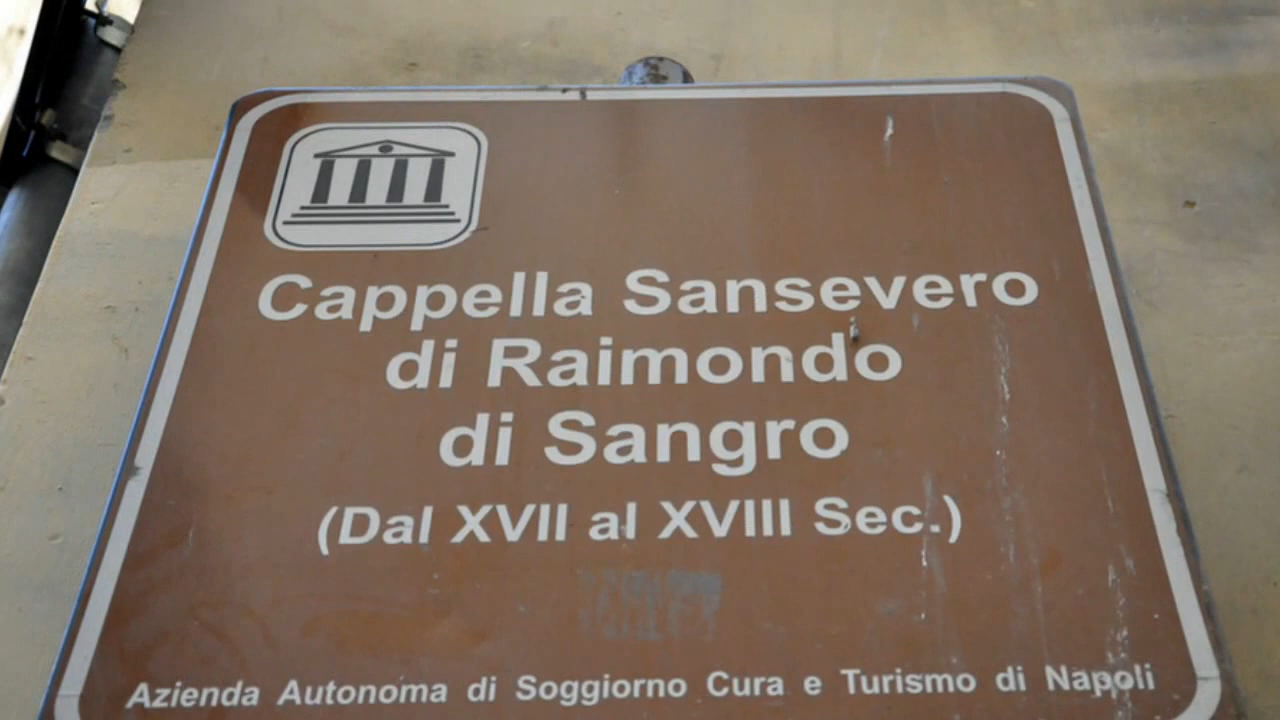 Cappella Sansevero
di Raimondo
di Sangro
(Dal XVII al XVIII Sec.)
Azienda Autonoma di Soggiorno Cura e Turismo di Napoli